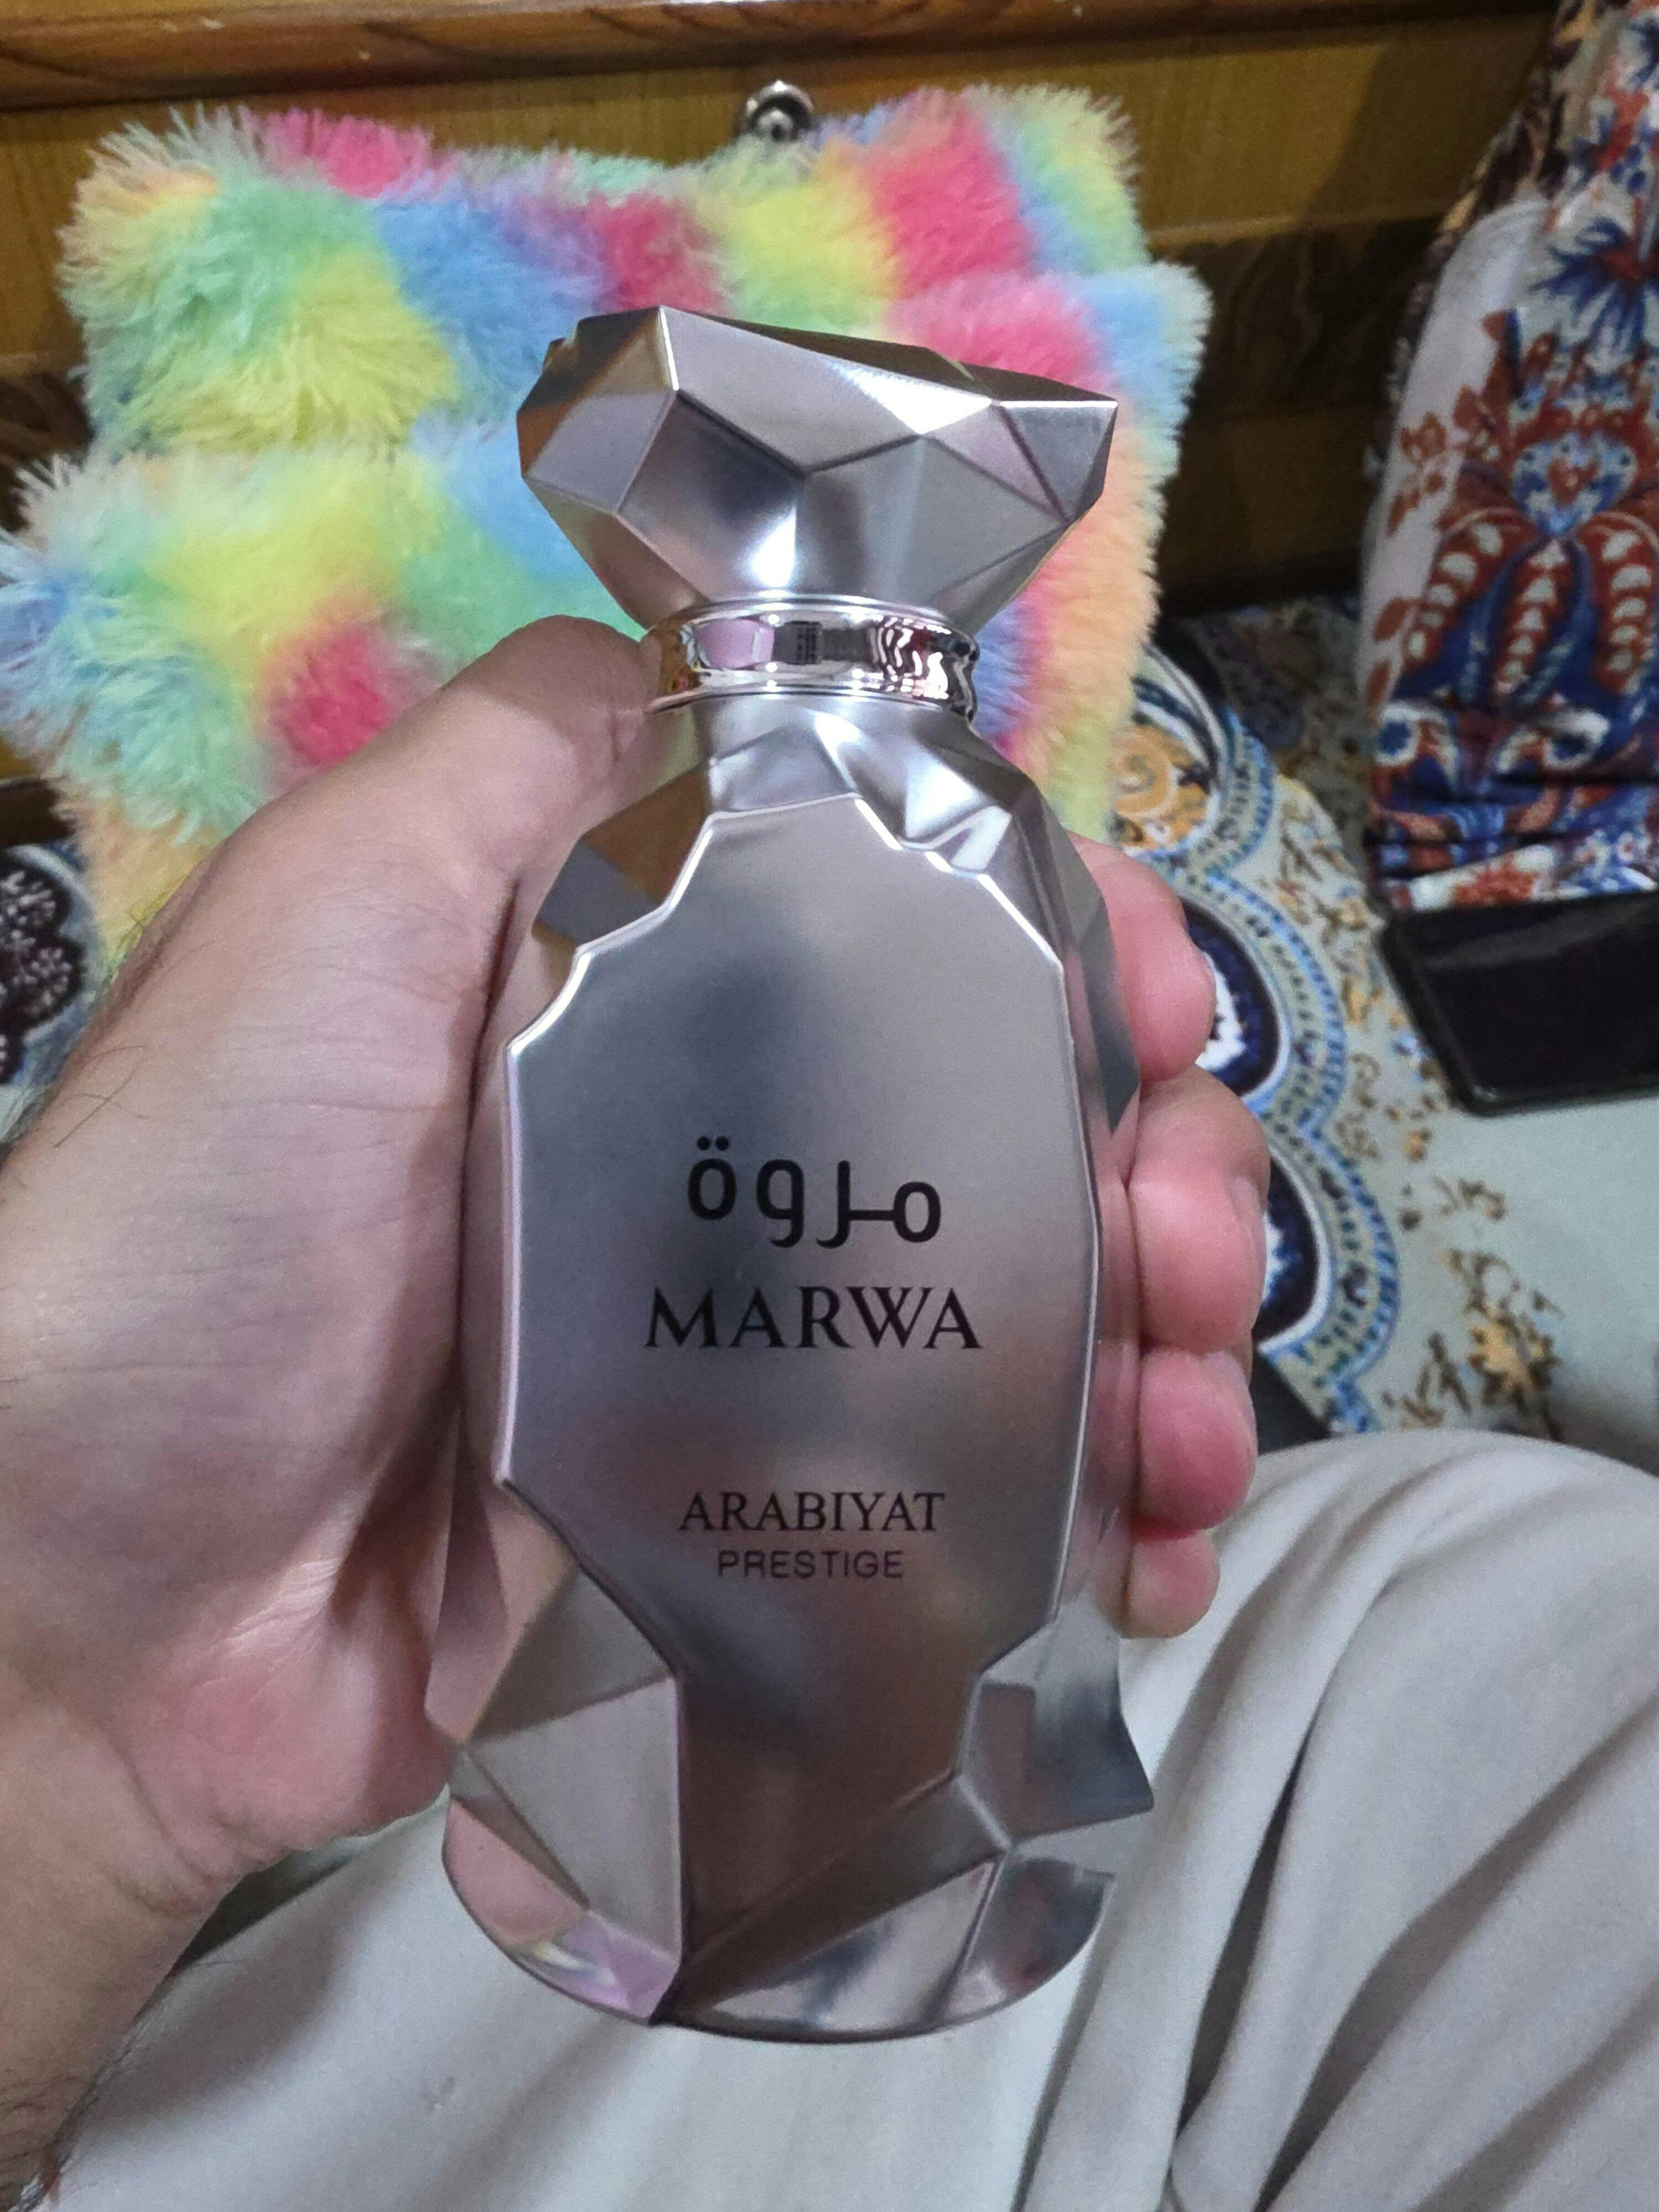 مروة
MARWA
ARABIYAT
PRESTIGE